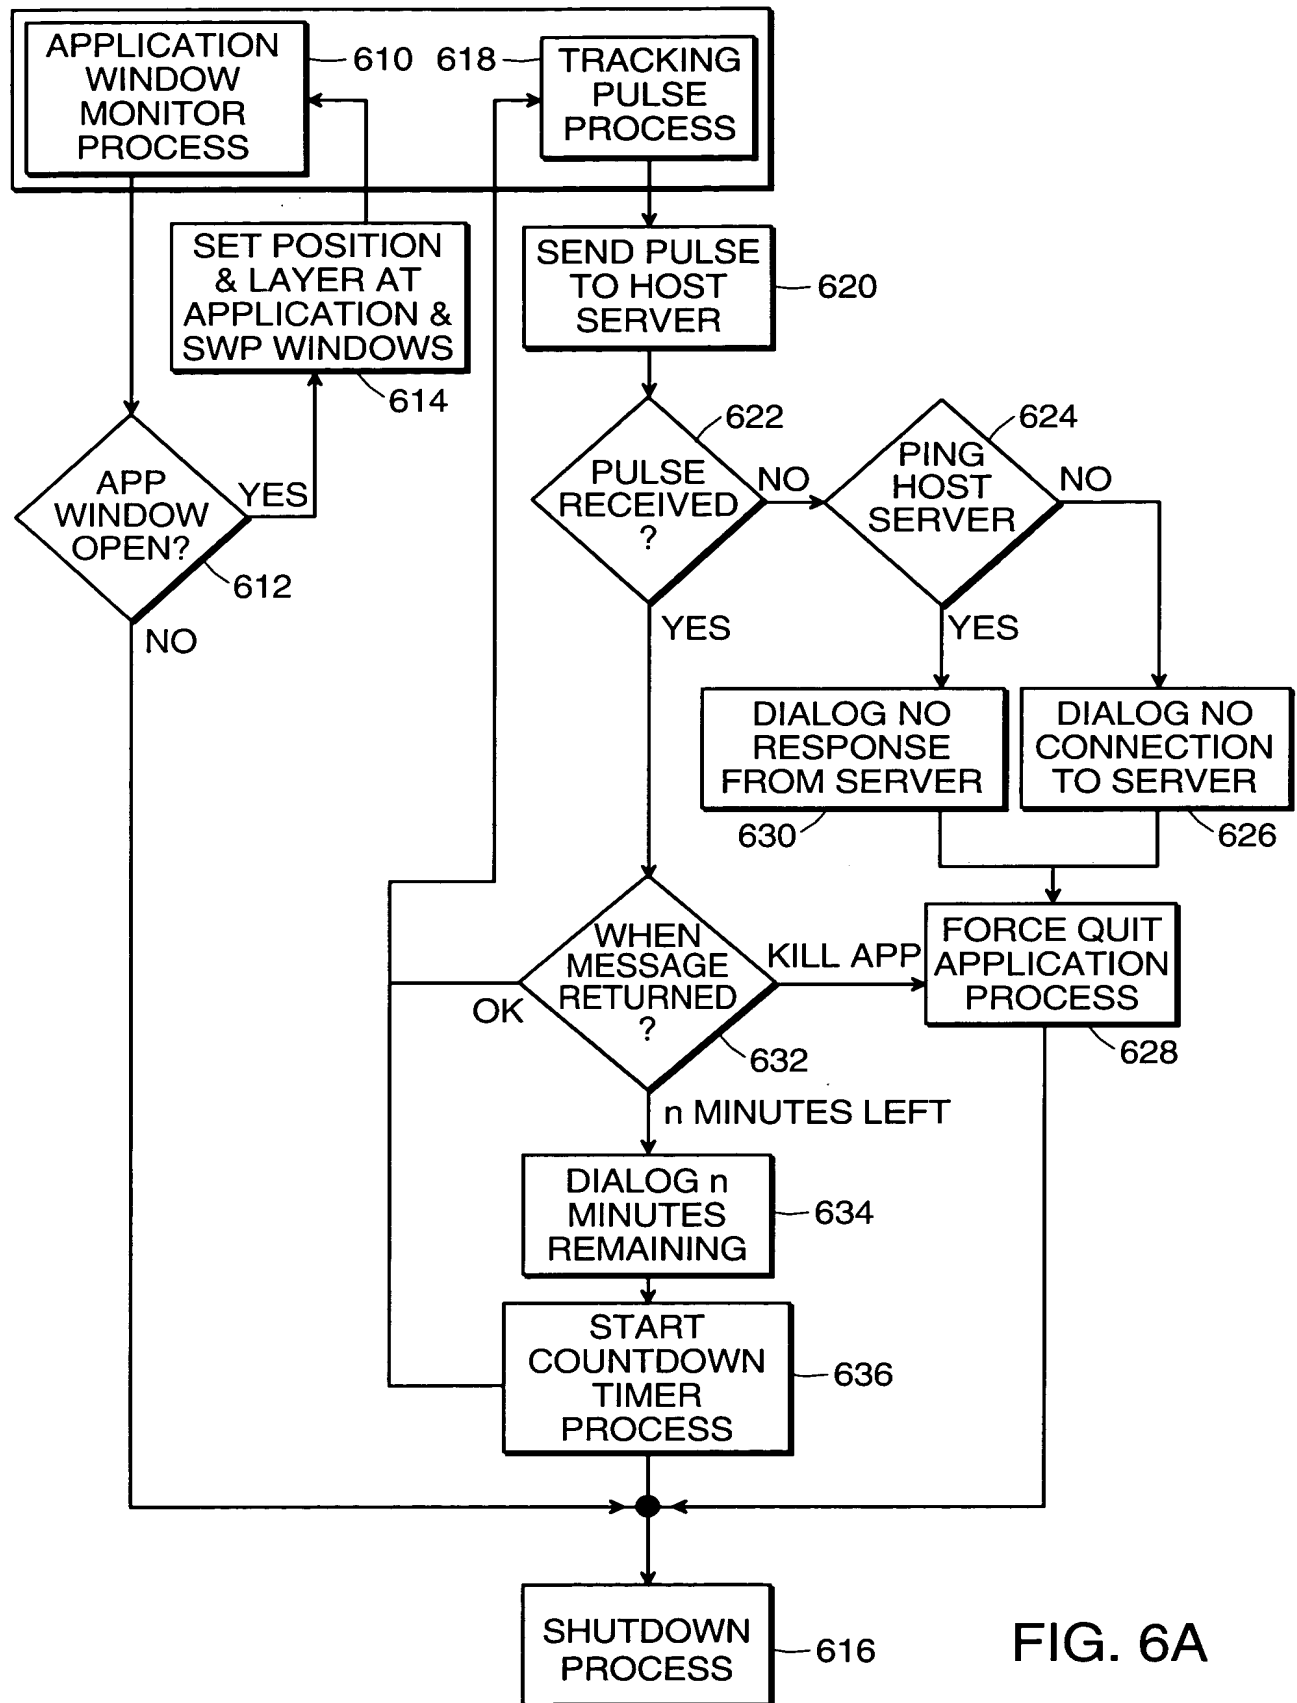 APPLICATION
WINDOW
MONITOR
PROCESS
610
618
TRACKING
PULSE
PROCESS
SET POSITION
& LAYER AT
APPLICATION &
SWP WINDOWS
614
SEND PULSE
TO HOST
SERVER
620
APP
WINDOW
OPEN?
YES
612
NO
PULSE
RECEIVED
?
622
NO
YES
PING
HOST
SERVER
624
NO
YES
DIALOG NO
RESPONSE
FROM SERVER
630
DIALOG NO
CONNECTION
TO SERVER
626
WHEN
MESSAGE
RETURNED
?
OK
KILL APP
632
n MINUTES LEFT
FORCE QUIT
APPLICATION
PROCESS
628
DIALOG n
MINUTES
REMAINING
634
START
COUNTDOWN
TIMER
PROCESS
636
SHUTDOWN
PROCESS
616
FIG. 6A